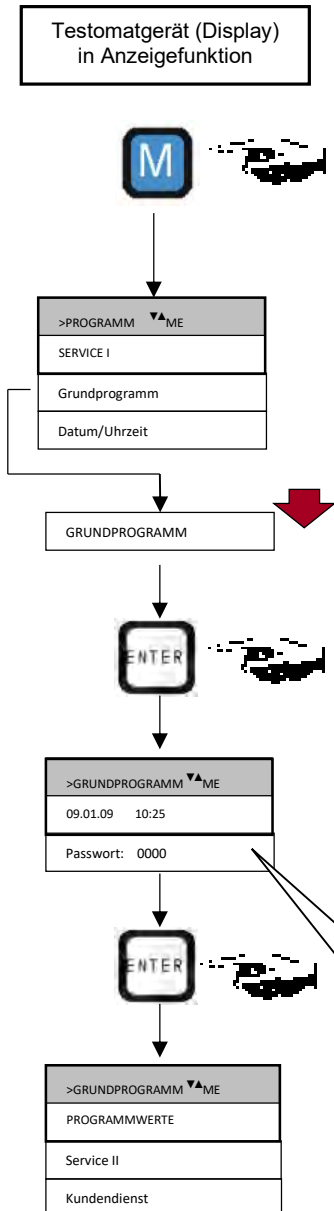 Testomatgerät (Display)
in Anzeigefunktion
M
>PROGRAMM ▼▲ME
SERVICE I
Grundprogramm
Datum/Uhrzeit
GRUNDPROGRAMM
ENTER
>GRUNDPROGRAMM ▼▲ME
09.01.09 10:25
Passwort: 0000
ENTER
>GRUNDPROGRAMM ▼▲ME
PROGRAMMWERTE
Service II
Kundendienst